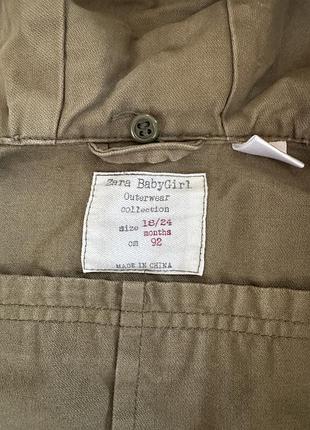 Zara BabyGirl
Outerwear
collection
size 18/24
months
cm 92
MADE IN CHINA